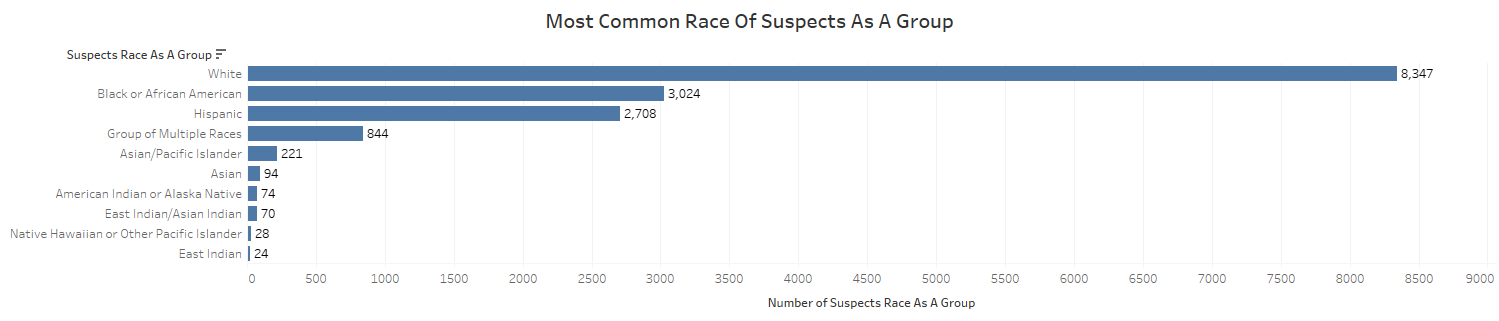 Most Common Race Of Suspects As A Group
Suspects Race As A Group
White 8,347
Black or African American 3,024
Hispanic 2,708
Group of Multiple Races 844
Asian/Pacific Islander 221
Asian 94
American Indian or Alaska Native 74
East Indian/Asian Indian 70
Native Hawaiian or Other Pacific Islander 28
East Indian 24
0 500 1000 1500 2000 2500 3000 3500 4000 4500 5000 5500 6000 6500 7000 7500 8000 8500 9000
Number of Suspects Race As A Group